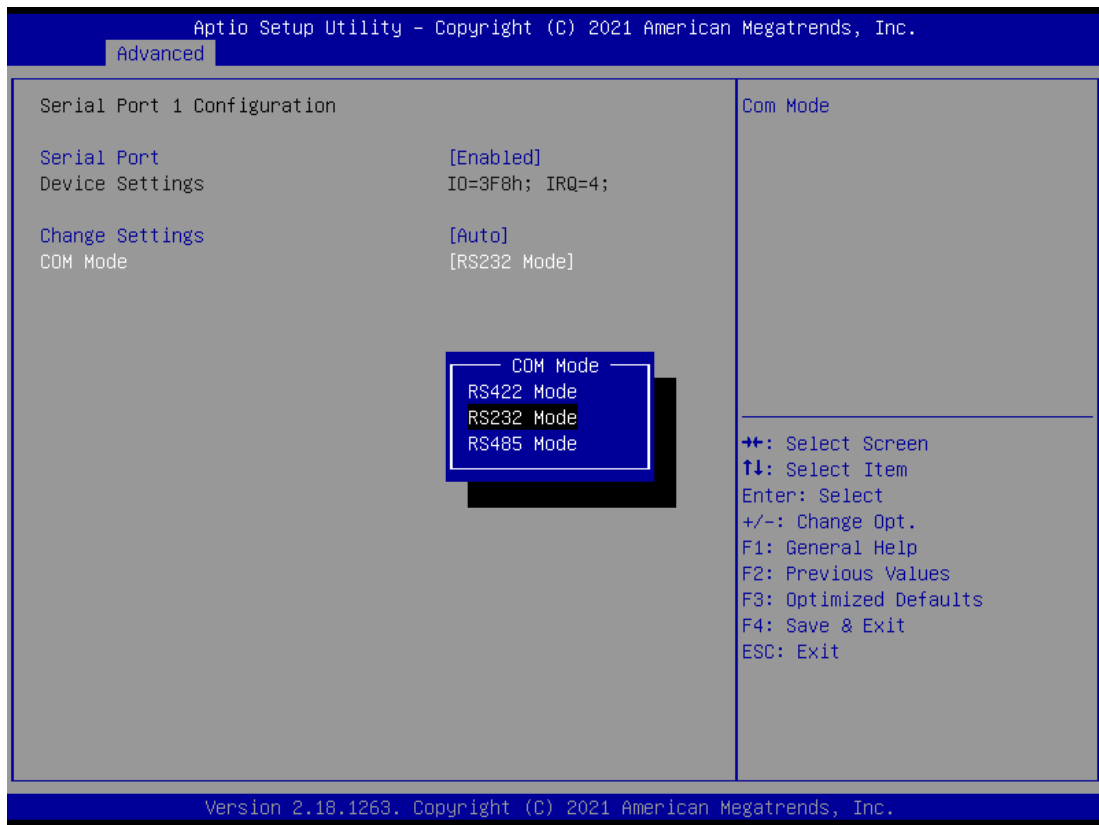 Aptio Setup Utility – Copyright (C) 2021 American Megatrends, Inc.
Advanced
Serial Port 1 Configuration
Serial Port [Enabled]
Device Settings IO=3F8h; IRQ=4;
Change Settings [Auto]
COM Mode [RS232 Mode]
COM Mode
RS422 Mode
RS232 Mode
RS485 Mode
Com Mode
→←: Select Screen
↑↓: Select Item
Enter: Select
+/-: Change Opt.
F1: General Help
F2: Previous Values
F3: Optimized Defaults
F4: Save & Exit
ESC: Exit
Version 2.18.1263. Copyright (C) 2021 American Megatrends, Inc.